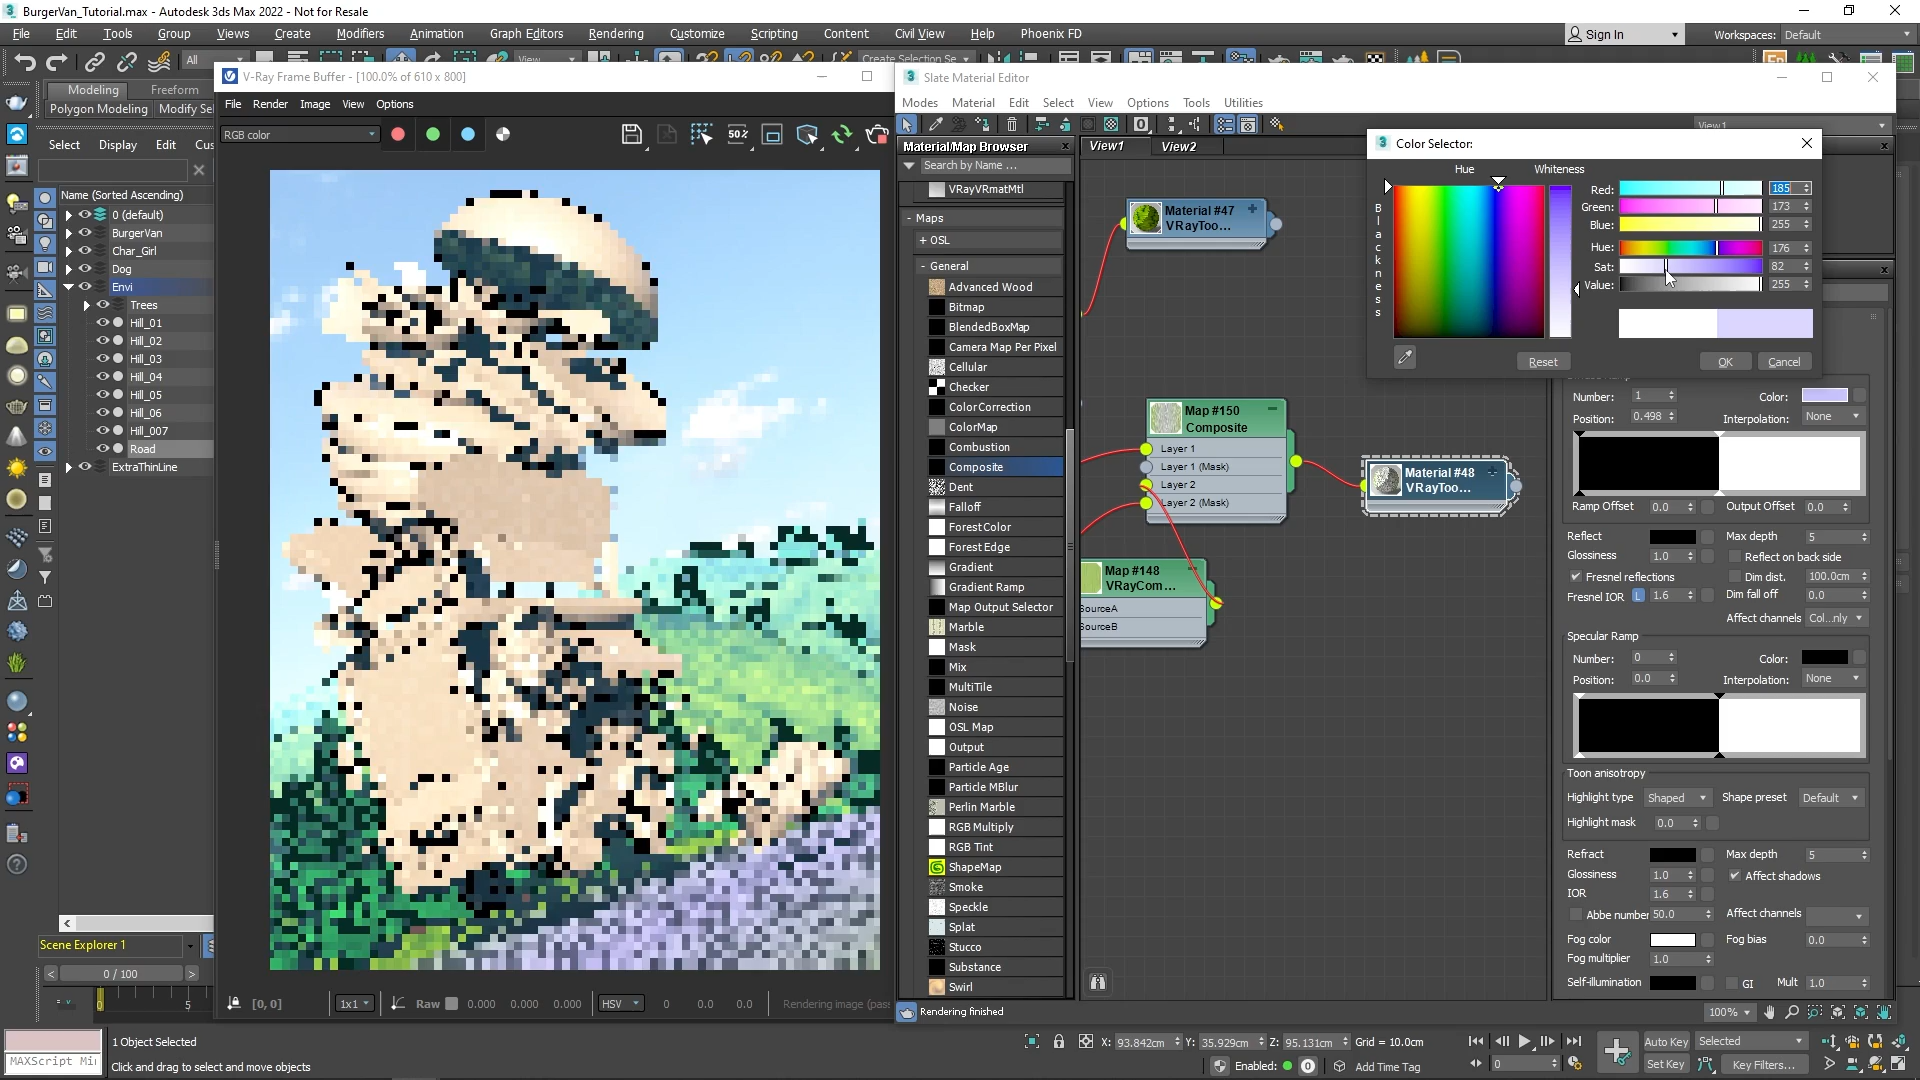 BurgerVan_Tutorial.max - Autodesk 3ds Max 2022 - Not for Resale
File Edit Tools Group Views Create Modifiers Animation Rendering Graph Editors Customize Scripting Content Civil View Help Phoenix FD
Sign In
Workspaces: Default
All
View
Create Selection Se
Modeling Freeform
Polygon Modeling Modify Sel
Select Display Edit Cus
Name (Sorted Ascending)
0 (default)
BurgerVan
Char_Girl
Dog
Envi
Trees
Hill_01
Hill_02
Hill_03
Hill_04
Hill_05
Hill_06
Hill_007
Road
ExtraThinLine
Scene Explorer 1
0 / 100
0
5
V-Ray Frame Buffer - [100.0% of 610 x 800]
File Render Image View Options
RGB color
50%
[0, 0]
1x1
Raw 0.000 0.000 0.000
HSV
0 0.0 0.0
Rendering image (pas
Slate Material Editor
Modes Material Edit Select View Options Tools Utilities
View1
Material/Map Browser
Search by Name ...
VRayVRmatMtl
- Maps
+ OSL
- General
Advanced Wood
Bitmap
BlendedBoxMap
Camera Map Per Pixel
Cellular
Checker
ColorCorrection
ColorMap
Combustion
Composite
Dent
Falloff
ForestColor
Forest Edge
Gradient
Gradient Ramp
Map Output Selector
Marble
Mask
Mix
MultiTile
Noise
OSL Map
Output
Particle Age
Particle MBlur
Perlin Marble
RGB Multiply
RGB Tint
ShapeMap
Smoke
Speckle
Splat
Stucco
Substance
Swirl
View1 View2
Material #47
VRayToo...
Map #150
Composite
Layer 1
Layer 1 (Mask)
Layer 2
Layer 2 (Mask)
Map #148
VRayCom...
SourceA
SourceB
Material #48
VRayToo...
Color Selector:
Hue
Whiteness
Blackness
Red: 185
Green: 173
Blue: 255
Hue: 176
Sat: 82
Value: 255
Reset
OK
Cancel
Number: 1
Color:
Position: 0.498
Interpolation: None
Ramp Offset 0.0
Output Offset 0.0
Reflect
Max depth 5
Glossiness 1.0
Reflect on back side
Fresnel reflections
Dim dist. 100.0cm
Fresnel IOR L 1.6
Dim fall off 0.0
Affect channels Col...nly
Specular Ramp
Number: 0
Color:
Position: 0.0
Interpolation: None
Toon anisotropy
Highlight type Shaped
Shape preset Default
Highlight mask 0.0
Refract
Max depth 5
Glossiness 1.0
Affect shadows
IOR 1.6
Abbe number 50.0
Affect channels
Fog color
Fog bias 0.0
Fog multiplier 1.0
Self-illumination
GI
Mult 1.0
Rendering finished
100%
1 Object Selected
MAXScript Mi
Click and drag to select and move objects
X: 93.842cm Y: 35.929cm Z: 95.131cm Grid = 10.0cm
Enabled: 0
Add Time Tag
0
Auto Key
Selected
Set Key
Key Filters...